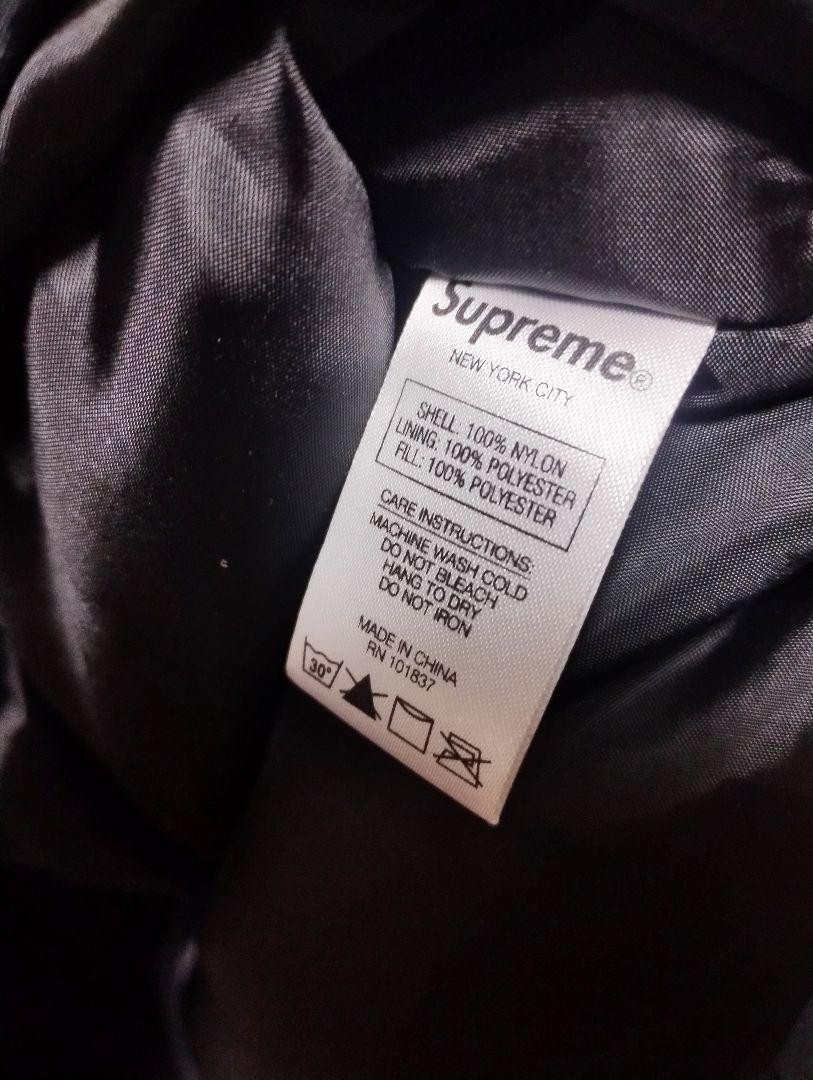 Supreme®
NEW YORK CITY
SHELL: 100% NYLON
LINING: 100% POLYESTER
FILL: 100% POLYESTER
CARE INSTRUCTIONS:
MACHINE WASH COLD
DO NOT BLEACH
HANG TO DRY
DO NOT IRON
MADE IN CHINA
RN 101837
30°